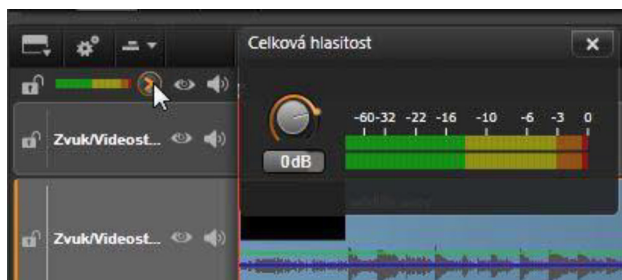 Celková hlasitost
-60 -32 -22 -16 -10 -6 -3 0
0dB
Zvuk/Videost...
Zvuk/Videost...